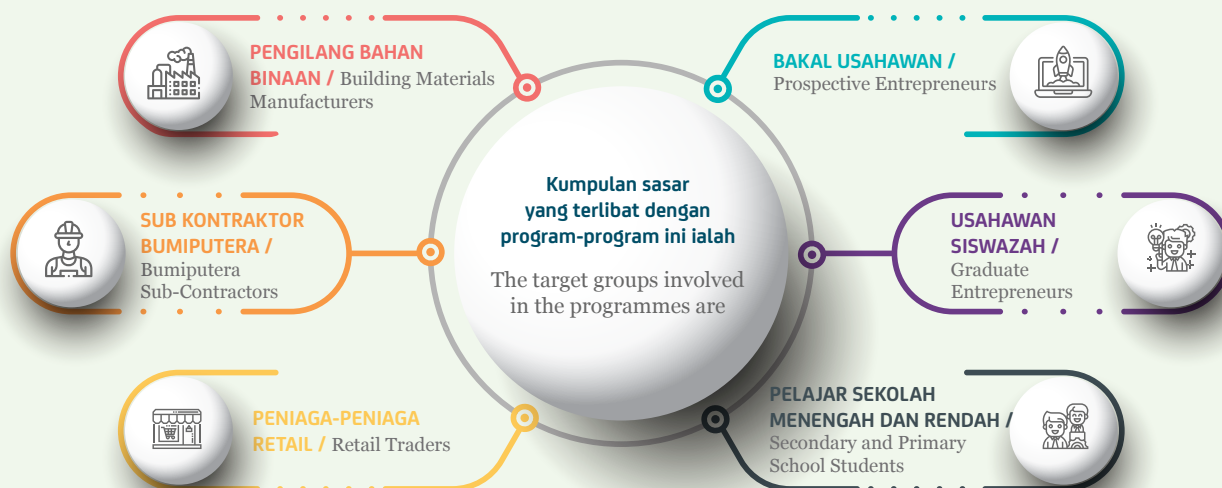 PENGILANG BAHAN
BINAAN / Building Materials
Manufacturers
BAKAL USAHAWAN /
Prospective Entrepreneurs
SUB KONTRAKTOR
BUMIPUTERA /
Bumiputera
Sub-Contractors
Kumpulan sasar
yang terlibat dengan
program-program ini ialah
The target groups involved
in the programmes are
USAHAWAN
SISWAZAH /
Graduate
Entrepreneurs
PENIAGA-PENIAGA
RETAIL / Retail Traders
PELAJAR SEKOLAH
MENENGAH DAN RENDAH /
Secondary and Primary
School Students